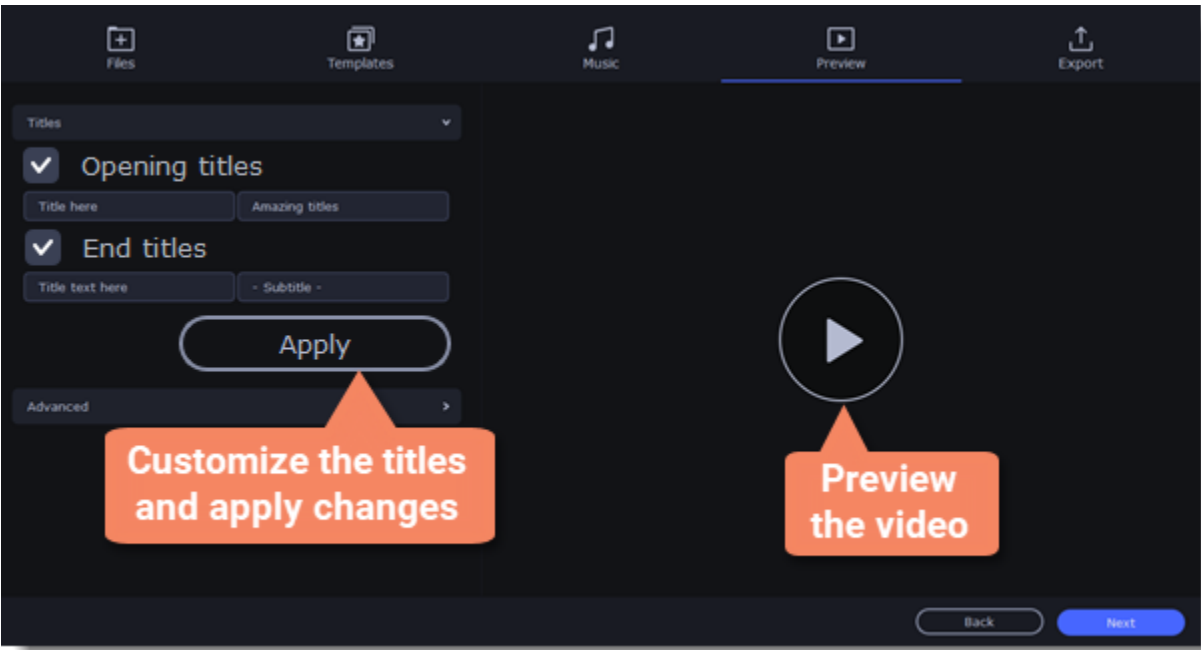 Files
Templates
Music
Preview
Export
Titles
Opening titles
Title here
Amazing titles
End titles
Title text here
- Subtitle -
Apply
Advanced
Customize the titles
and apply changes
Preview
the video
Back
Next